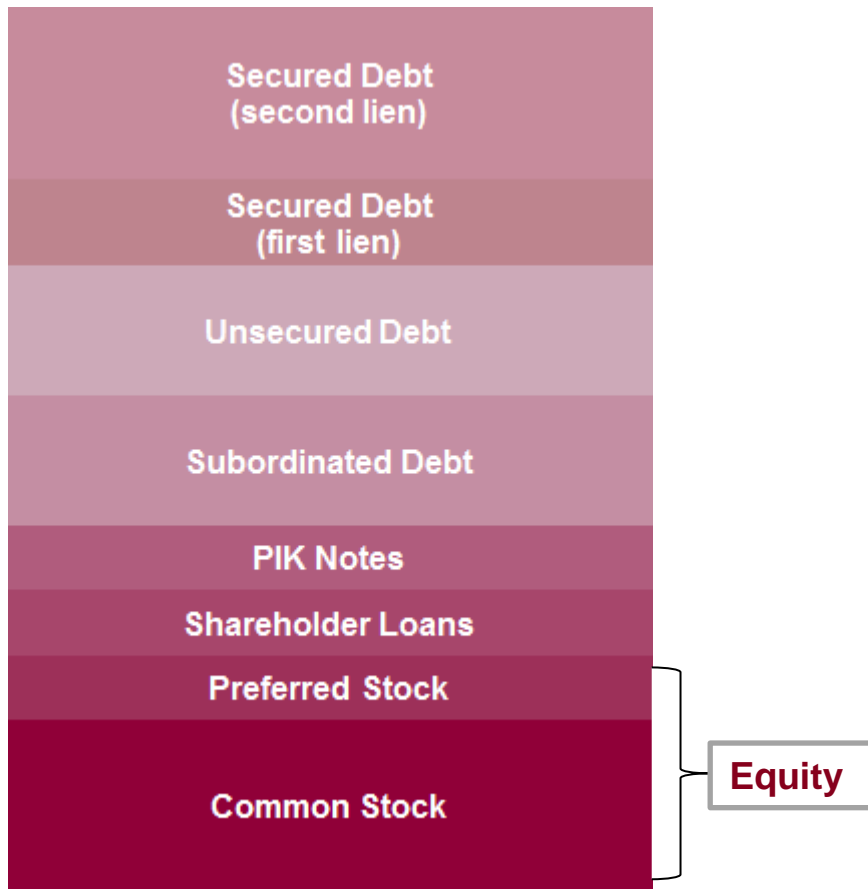 Secured Debt
(second lien)
Secured Debt
(first lien)
Unsecured Debt
Subordinated Debt
PIK Notes
Shareholder Loans
Preferred Stock
Common Stock
Equity